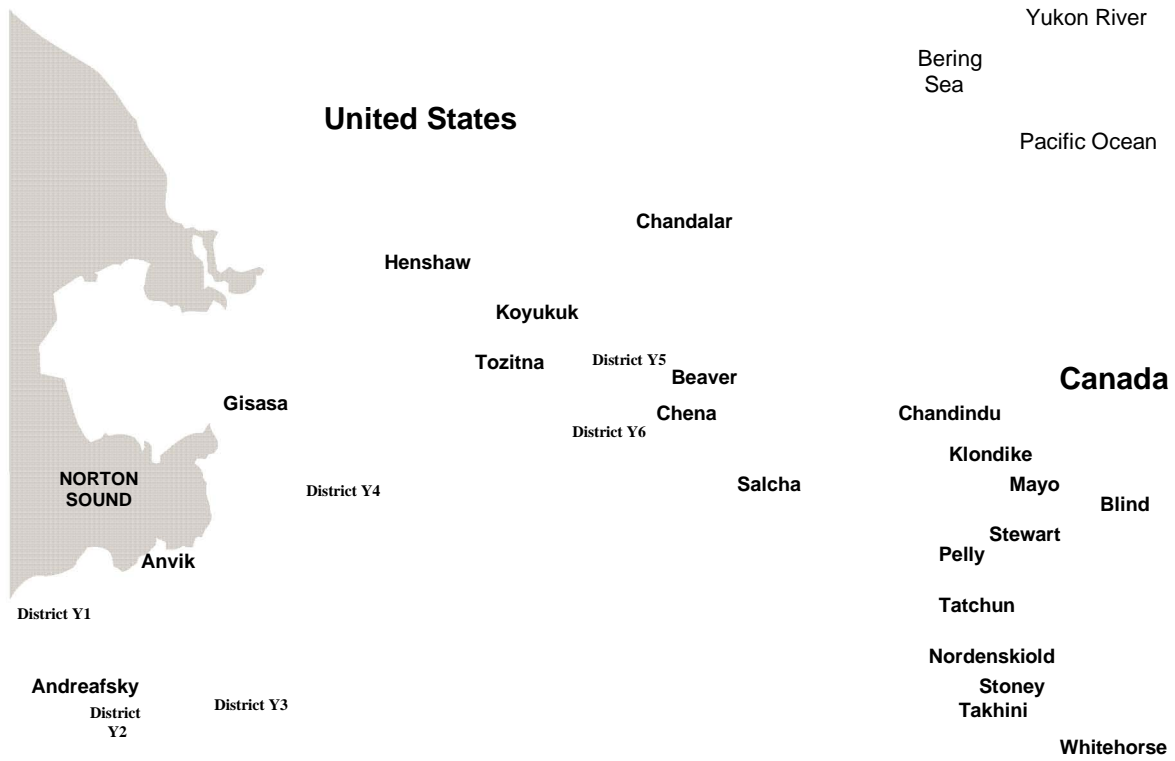 Yukon River
Bering
Sea
United States
Pacific Ocean
Chandalar
Henshaw
Koyukuk
Tozitna
District Y5
Beaver
Canada
Gisasa
Chena
Chandindu
District Y6
Klondike
NORTON
SOUND
District Y4
Salcha
Mayo
Blind
Stewart
Pelly
Anvik
District Y1
Tatchun
Nordenskiold
Andreafsky
Stoney
District
Y2
District Y3
Takhini
Whitehorse